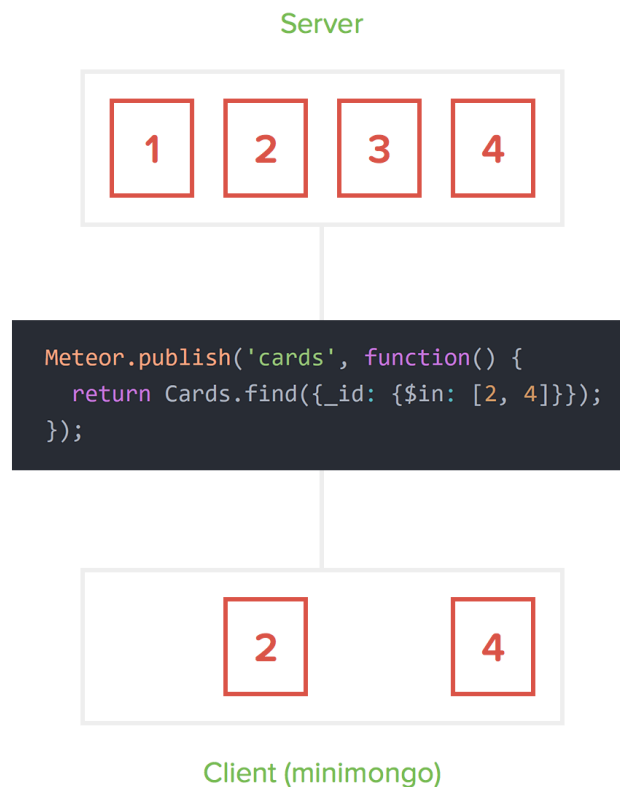 Server
1 2 3 4
Meteor.publish('cards', function() {
  return Cards.find({_id: {$in: [2, 4]}});
});
2 4
Client (minimongo)